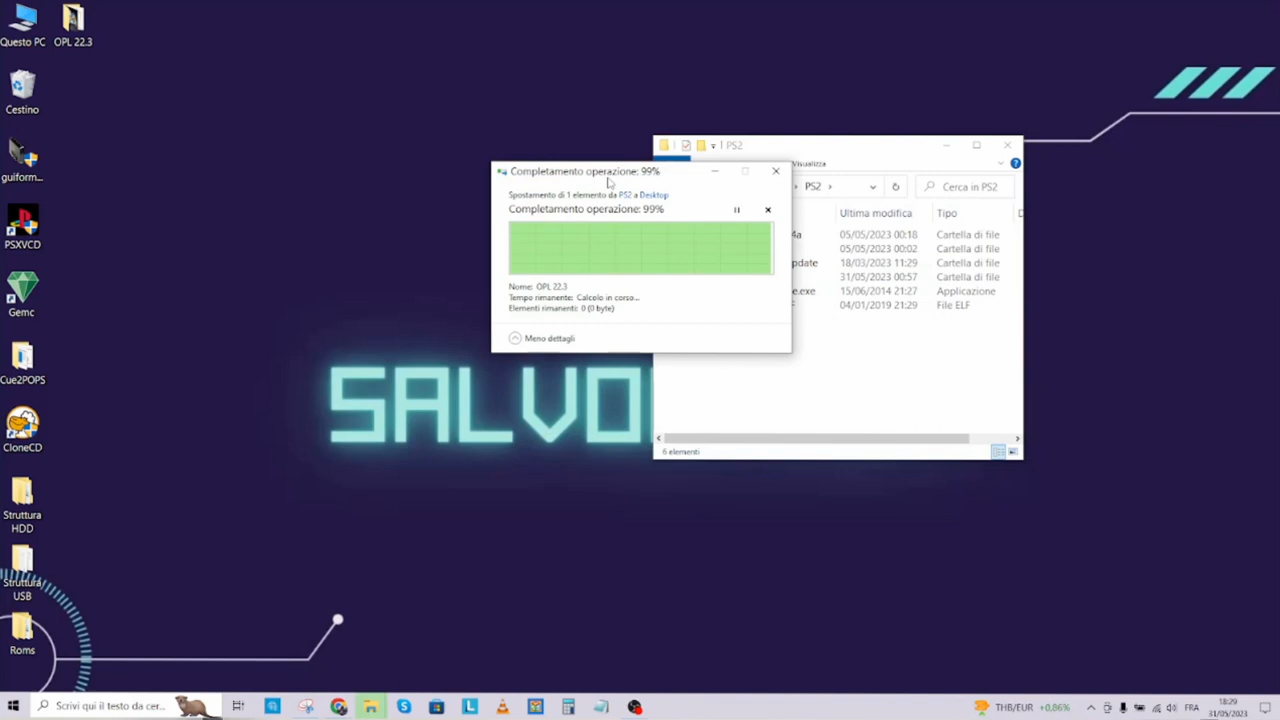 Questo PC
OPL 22.3
Cestino
guiform...
PSXVCD
Gemc
Cue2POPS
CloneCD
Struttura
HDD
Struttura
USB
Roms
SALVO
Completamento operazione: 99%
Spostamento di 1 elemento da PS2 a Desktop
Completamento operazione: 99%
Nome: OPL 22.3
Tempo rimanente: Calcolo in corso...
Elementi rimanenti: 0 (0 byte)
Meno dettagli
PS2
Visualizza
PS2
Cerca in PS2
Ultima modifica Tipo D
4a 05/05/2023 00:18 Cartella di file
05/05/2023 00:02 Cartella di file
pdate 18/03/2023 11:29 Cartella di file
31/05/2023 00:57 Cartella di file
e.exe 15/06/2014 21:27 Applicazione
04/01/2019 21:29 File ELF
6 elementi
Scrivi qui il testo da cer...
THB/EUR +0,86%
FRA
18:29
31/05/2023